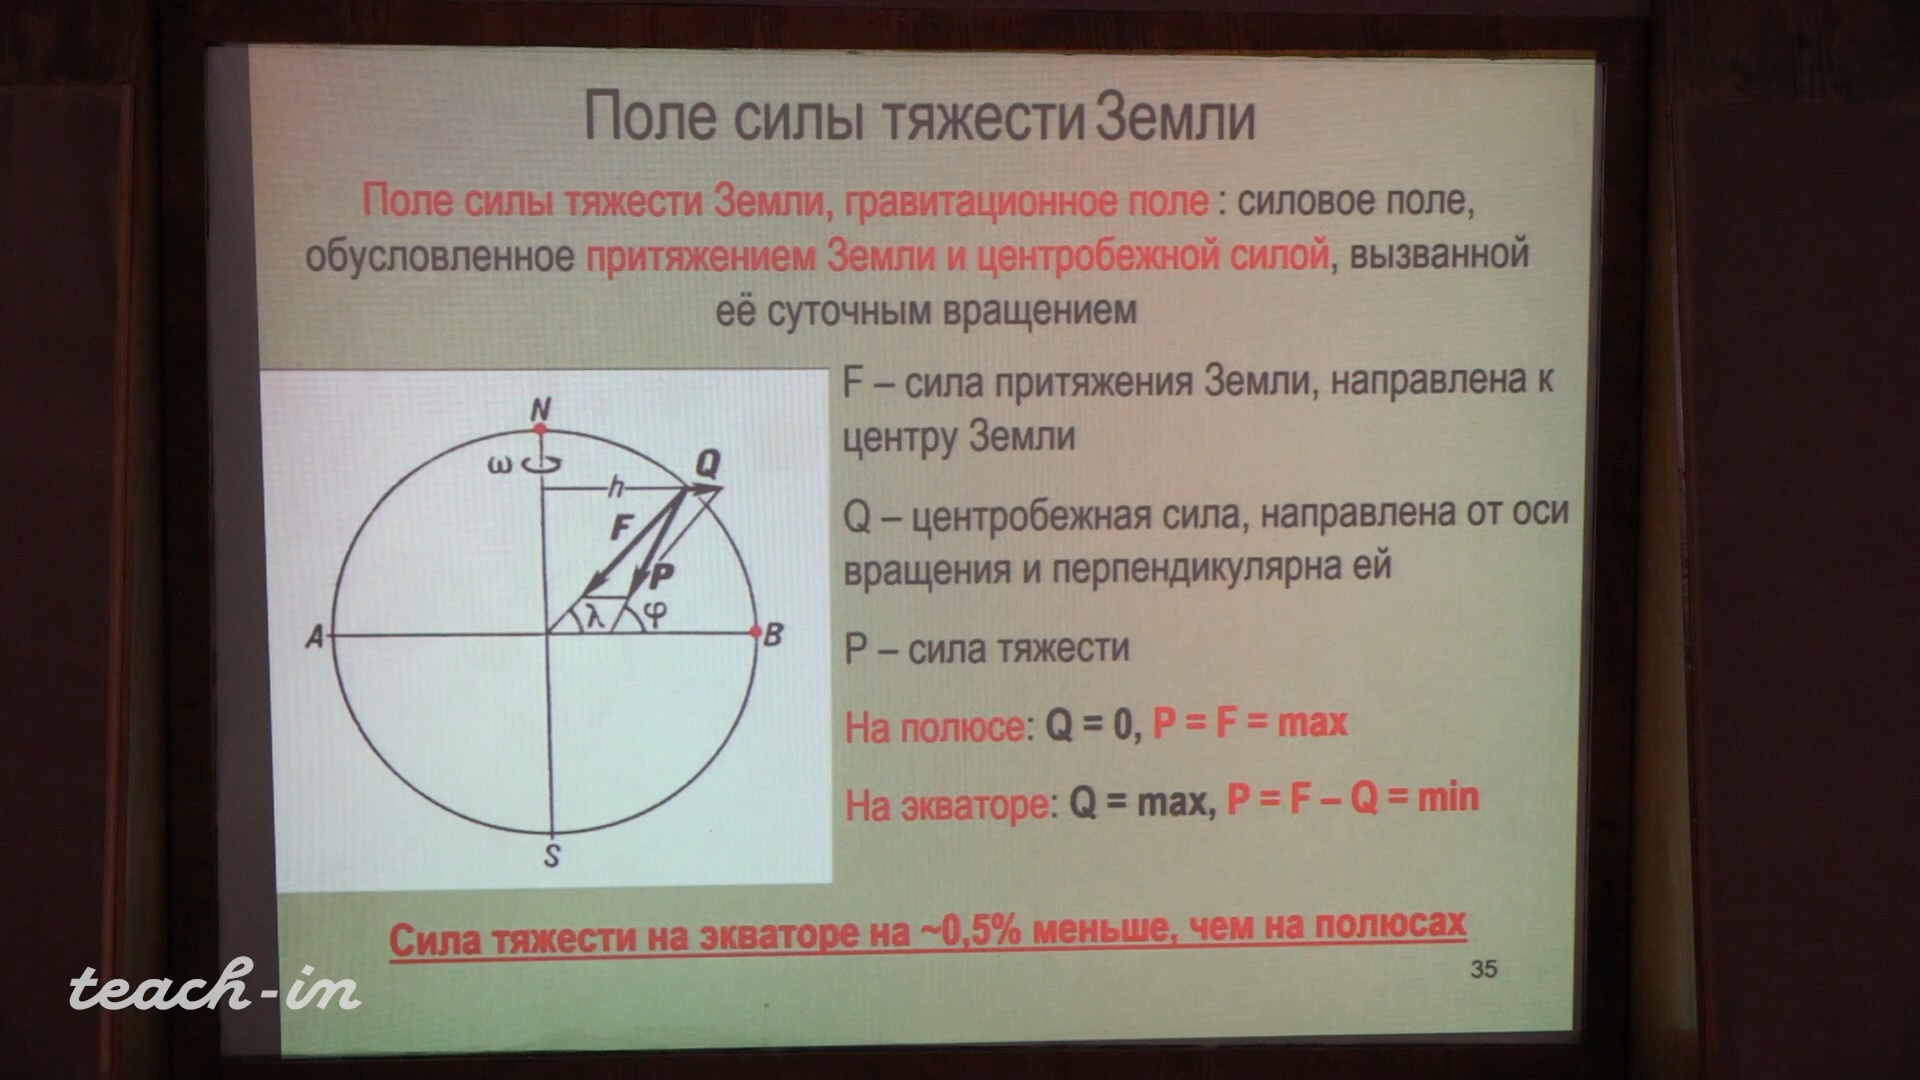 Поле силы тяжести Земли
Поле силы тяжести Земли, гравитационное поле : силовое поле,
обусловленное притяжением Земли и центробежной силой, вызванной
её суточным вращением
N
ω
h
Q
F
P
λ
φ
A
B
S
F – сила притяжения Земли, направлена к
центру Земли
Q – центробежная сила, направлена от оси
вращения и перпендикулярна ей
P – сила тяжести
На полюсе: Q = 0, P = F = max
На экваторе: Q = max, P = F – Q = min
Сила тяжести на экваторе на ~0,5% меньше, чем на полюсах
35
teach-in